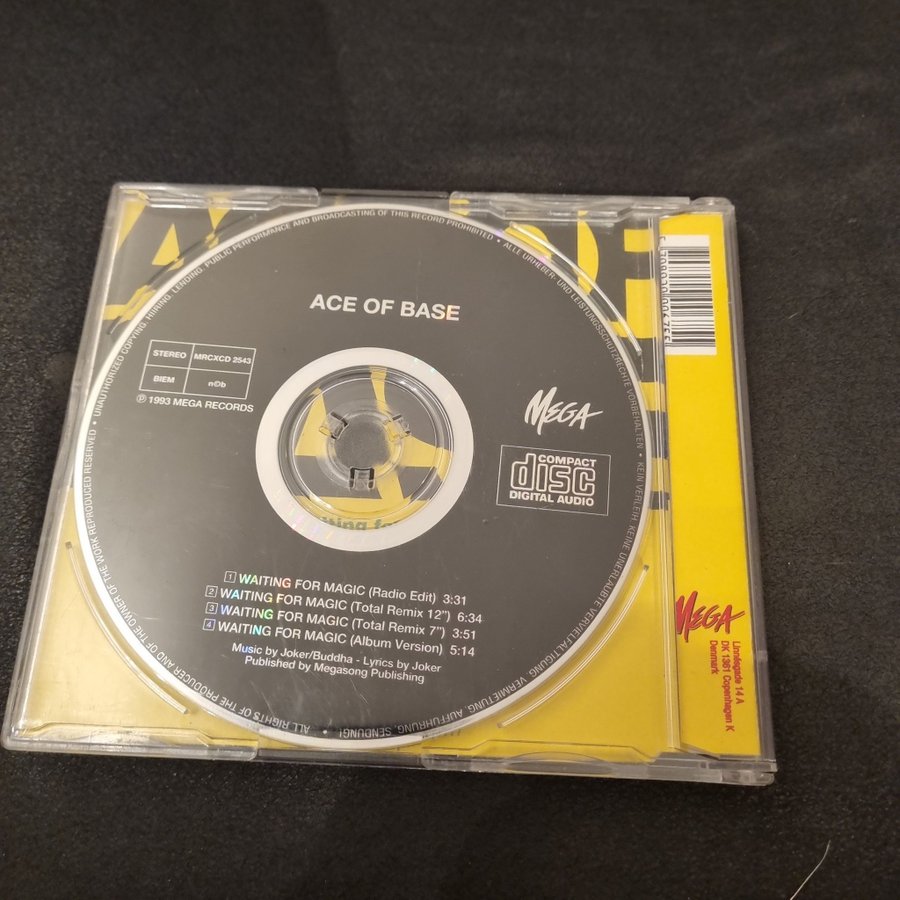 ACE OF BASE
STEREO
MRCXCD 2543
BIEM
n©b
℗ 1993 MEGA RECORDS
MEGA
COMPACT
disc
DIGITAL AUDIO
1 WAITING FOR MAGIC (Radio Edit) 3:31
2 WAITING FOR MAGIC (Total Remix 12") 6:34
3 WAITING FOR MAGIC (Total Remix 7") 3:51
4 WAITING FOR MAGIC (Album Version) 5:14
Music by Joker/Buddha - Lyrics by Joker
Published by Megasong Publishing
• ALL RIGHTS OF THE PRODUCER AND OF THE OWNER OF THE WORK REPRODUCED RESERVED • UNAUTHORIZED COPYING, HIRING, LENDING, PUBLIC PERFORMANCE AND BROADCASTING OF THIS RECORD PROHIBITED • ALLE URHEBER- UND LEISTUNGSSCHUTZRECHTE VORBEHALTEN • KEIN VERLEIH, KEINE UNERLAUBTE VERVIELFÄLTIGUNG, VERMIETUNG, AUFFÜHRUNG, SENDUNG!
MEGA
Linnésgade 14 A
DK 1361 Copenhagen K
Denmark